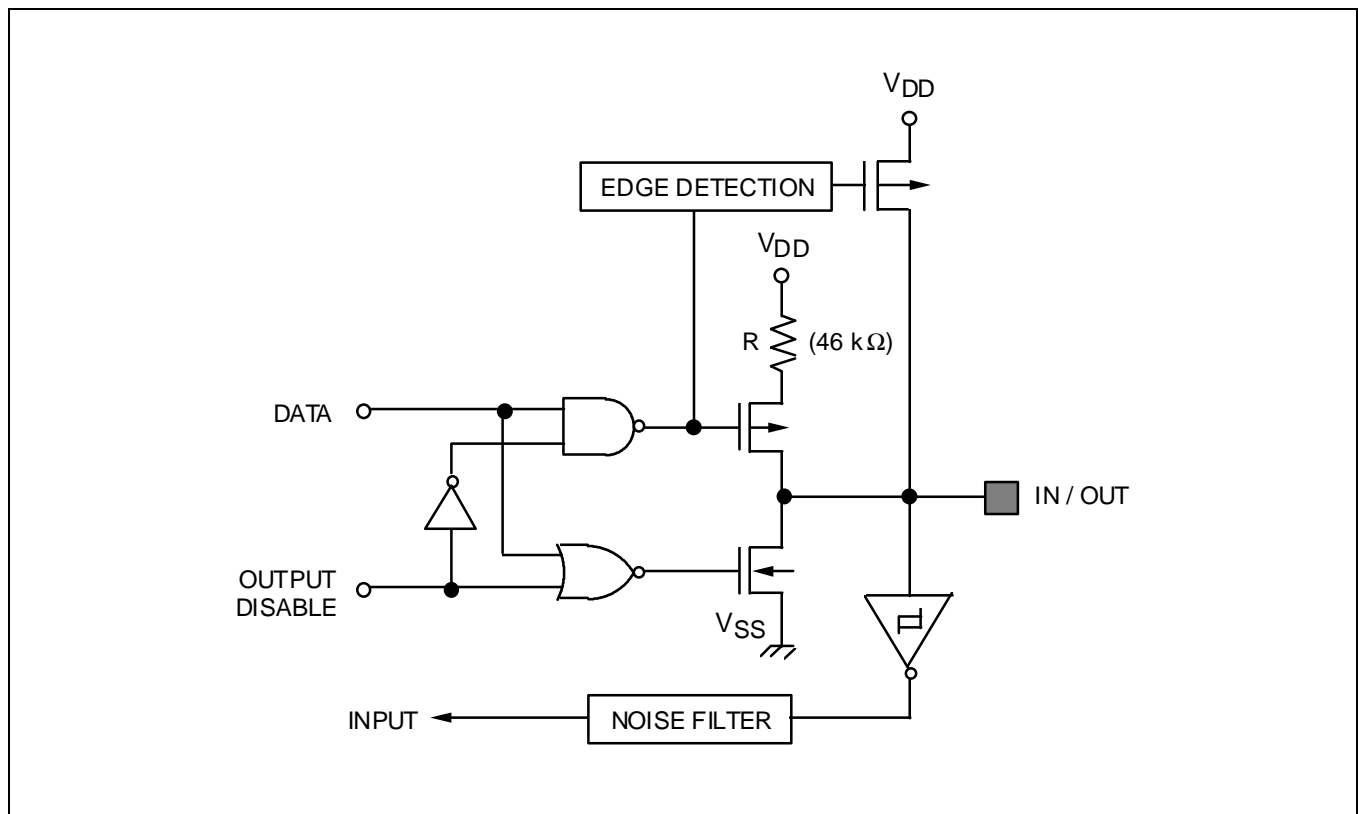 VDD
EDGE DETECTION
VDD
R (46 kΩ)
DATA
IN / OUT
OUTPUT
DISABLE
VSS
INPUT
NOISE FILTER